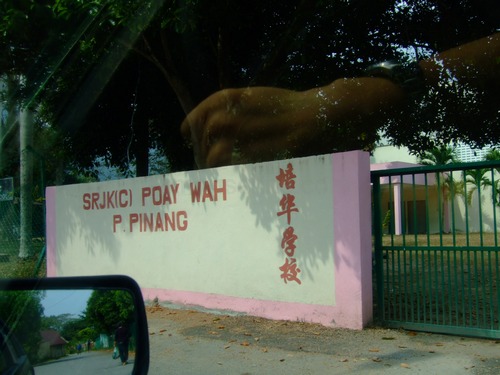 SRJK(C) POAY WAH
P. PINANG
培华学校